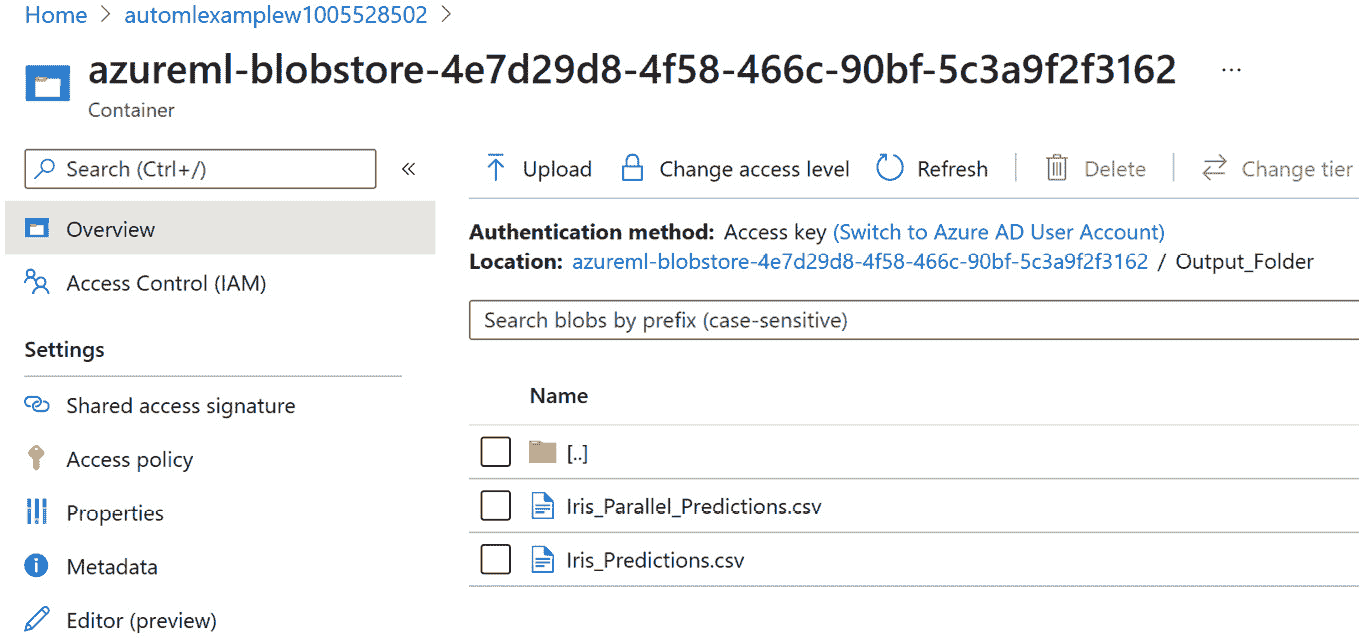 Home > automlexamplew1005528502 >
azureml-blobstore-4e7d29d8-4f58-466c-90bf-5c3a9f2f3162 ...
Container
Search (Ctrl+/) «
Upload Change access level Refresh Delete Change tier
Overview
Access Control (IAM)
Settings
Shared access signature
Access policy
Properties
Metadata
Editor (preview)
Authentication method: Access key (Switch to Azure AD User Account)
Location: azureml-blobstore-4e7d29d8-4f58-466c-90bf-5c3a9f2f3162 / Output_Folder
Search blobs by prefix (case-sensitive)
Name
[..]
Iris_Parallel_Predictions.csv
Iris_Predictions.csv